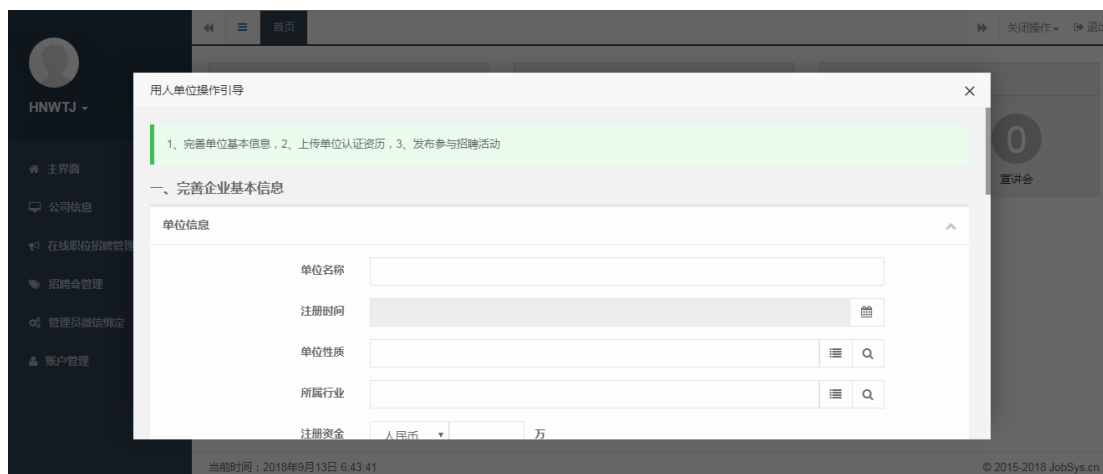 首页
关闭操作
退出
HNWTJ
主界面
公司信息
在线职位招聘管理
招聘会管理
管理员微信绑定
账户管理
用人单位操作引导
×
1、完善单位基本信息，2、上传单位认证资历，3、发布参与招聘活动
一、完善企业基本信息
单位信息
单位名称
注册时间
单位性质
所属行业
注册资金 人民币 万
0
宣讲会
当前时间：2018年9月13日 6:43:41
© 2015-2018 JobSys.cn